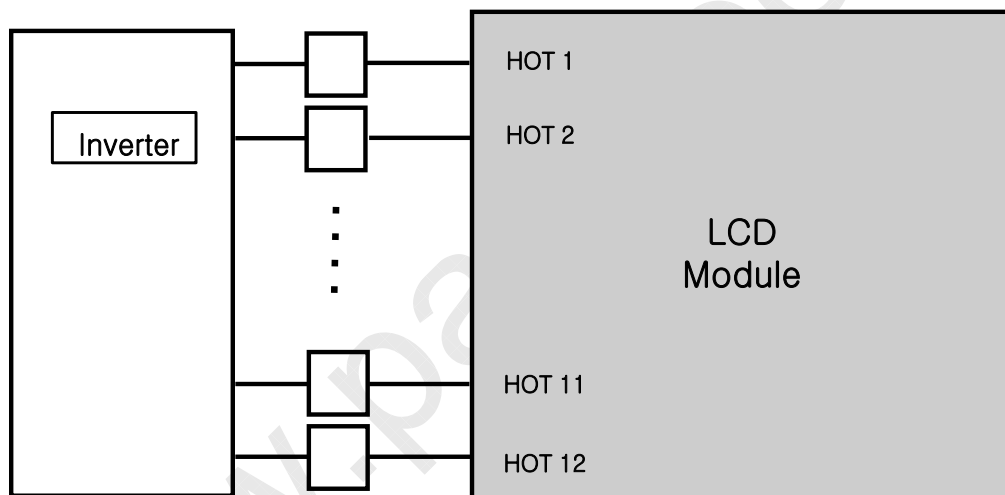 HOT 1
Inverter
HOT 2
LCD
Module
HOT 11
HOT 12